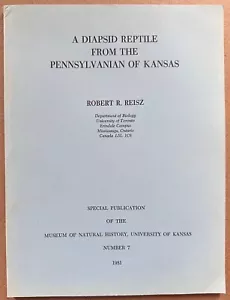 A DIAPSID REPTILE
FROM THE
PENNSYLVANIAN OF KANSAS
ROBERT R. REISZ
Department of Biology
University of Toronto
Erindale Campus
Mississauga, Ontario
Canada L5L 1C6
SPECIAL PUBLICATION
OF THE
MUSEUM OF NATURAL HISTORY, UNIVERSITY OF KANSAS
NUMBER 7
1981